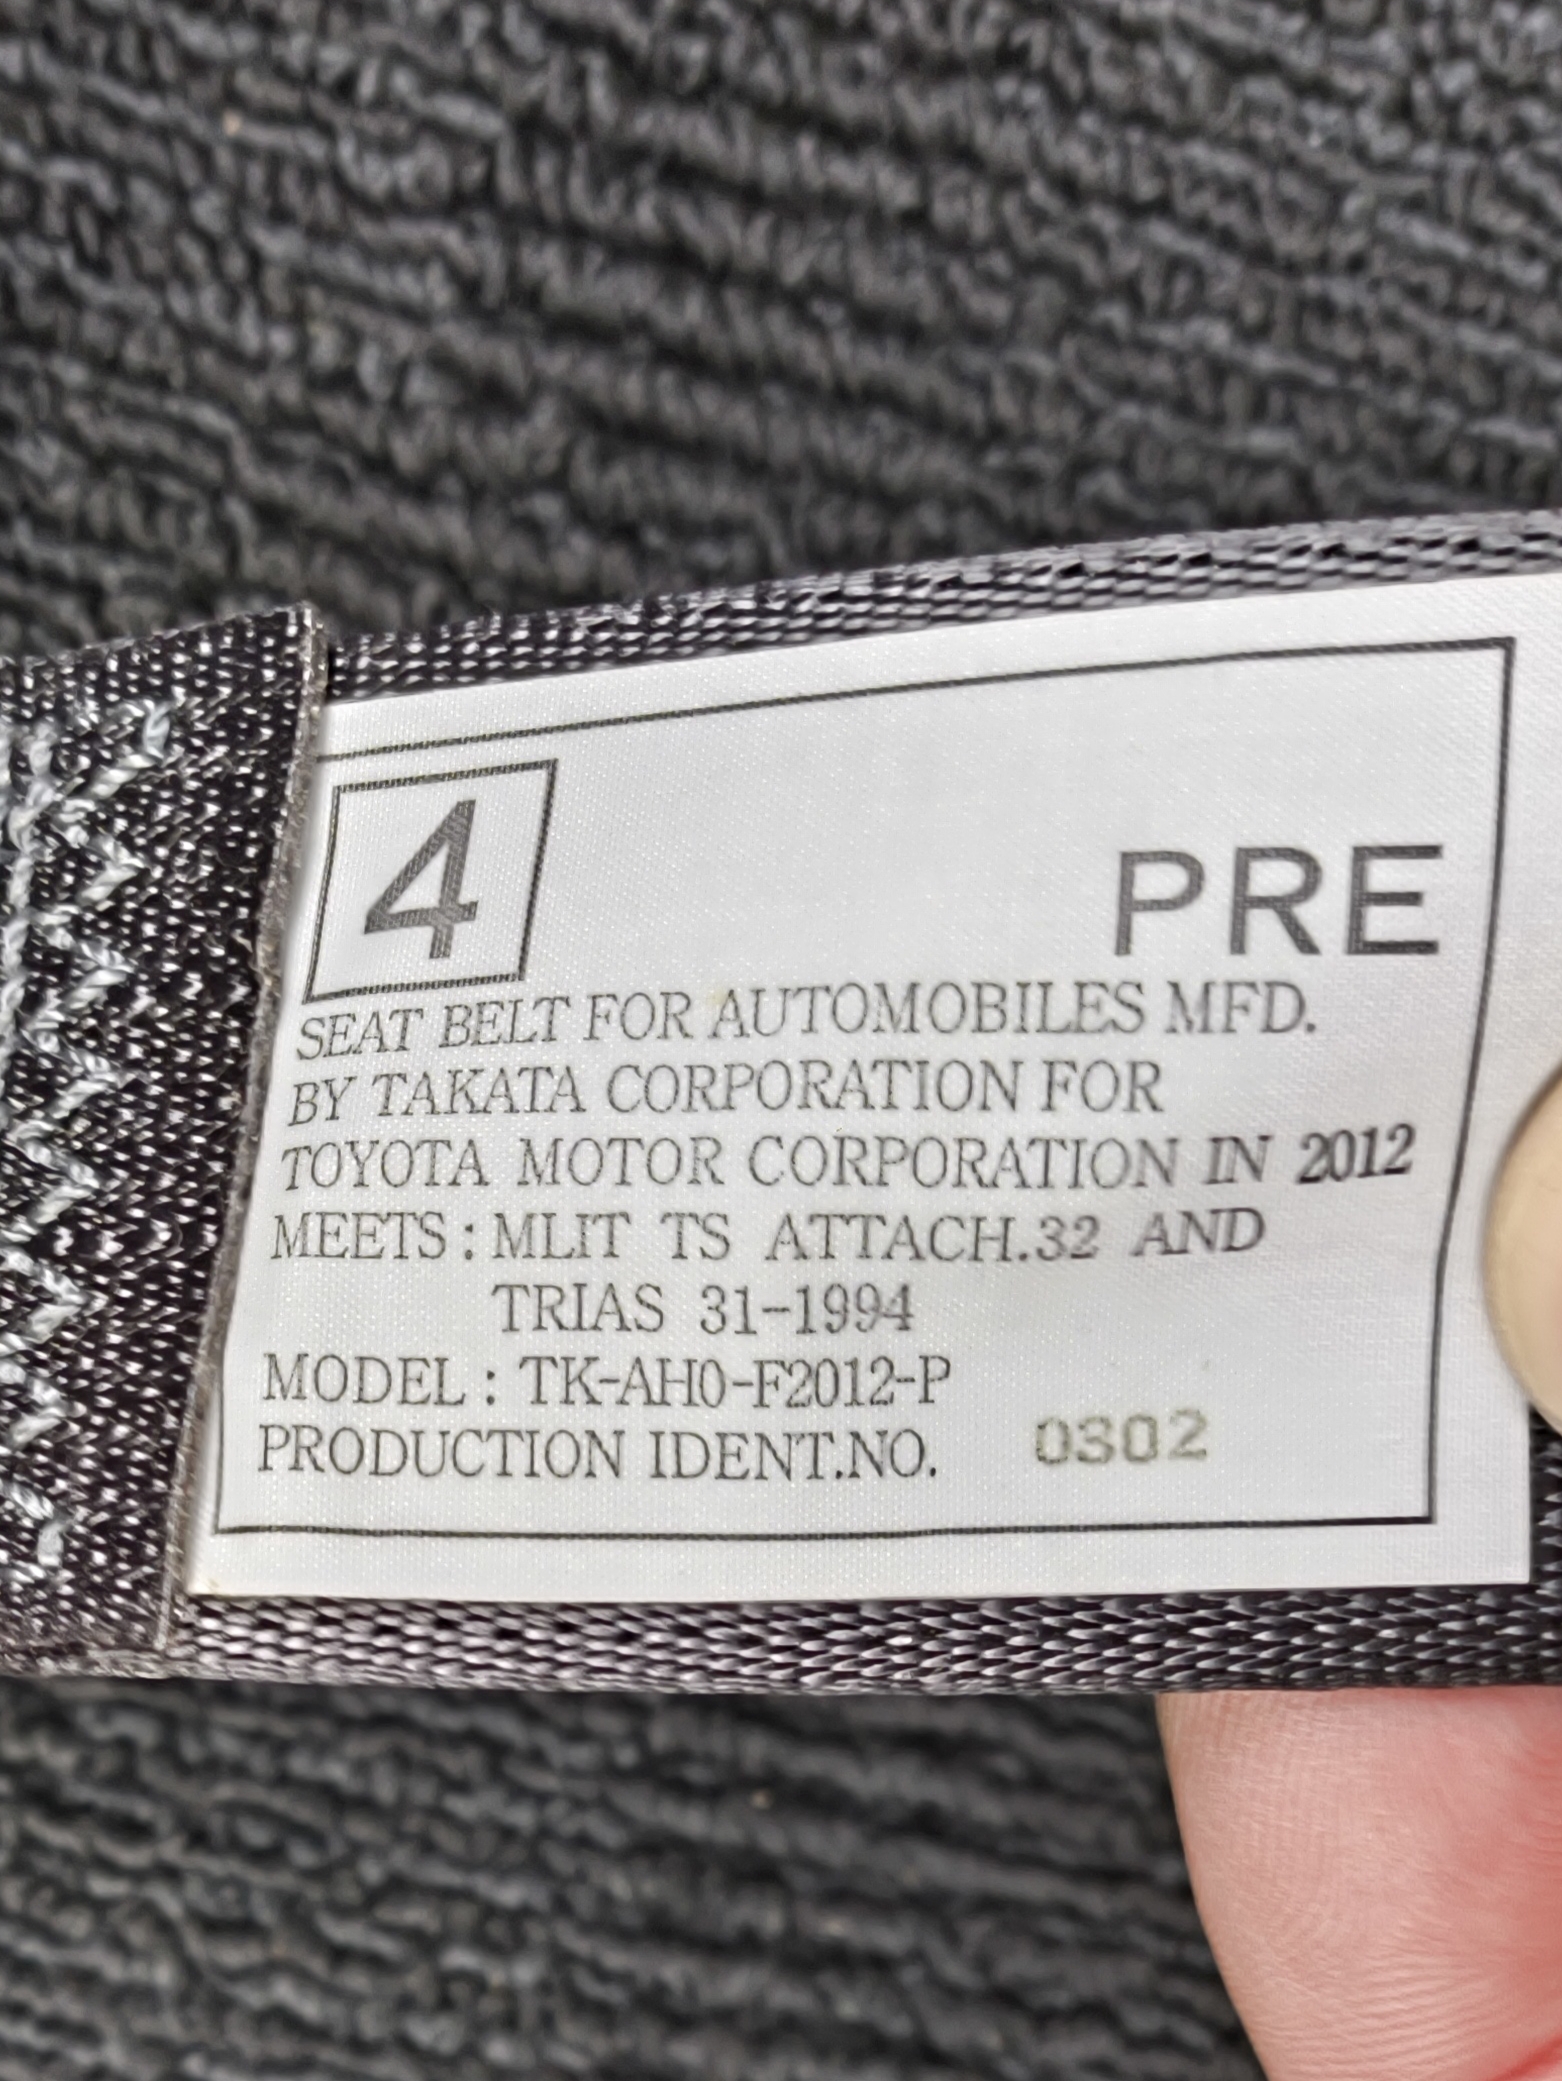 4
PRE
SEAT BELT FOR AUTOMOBILES MFD.
BY TAKATA CORPORATION FOR
TOYOTA MOTOR CORPORATION IN 2012
MEETS : MLIT TS ATTACH.32 AND
TRIAS 31-1994
MODEL : TK-AH0-F2012-P
PRODUCTION IDENT.NO. 0302